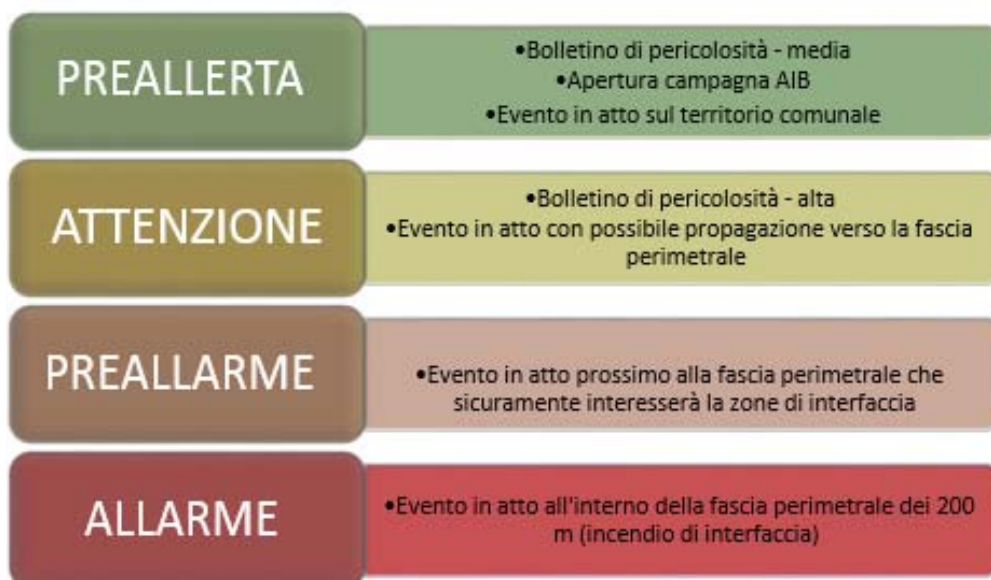 PREALLERTA
•Bolletino di pericolosità - media
•Apertura campagna AIB
•Evento in atto sul territorio comunale
ATTENZIONE
•Bolletino di pericolosità - alta
•Evento in atto con possibile propagazione verso la fascia
perimetrale
PREALLARME
•Evento in atto prossimo alla fascia perimetrale che
sicuramente interesserà la zone di interfaccia
ALLARME
•Evento in atto all'interno della fascia perimetrale dei 200
m (incendio di interfaccia)